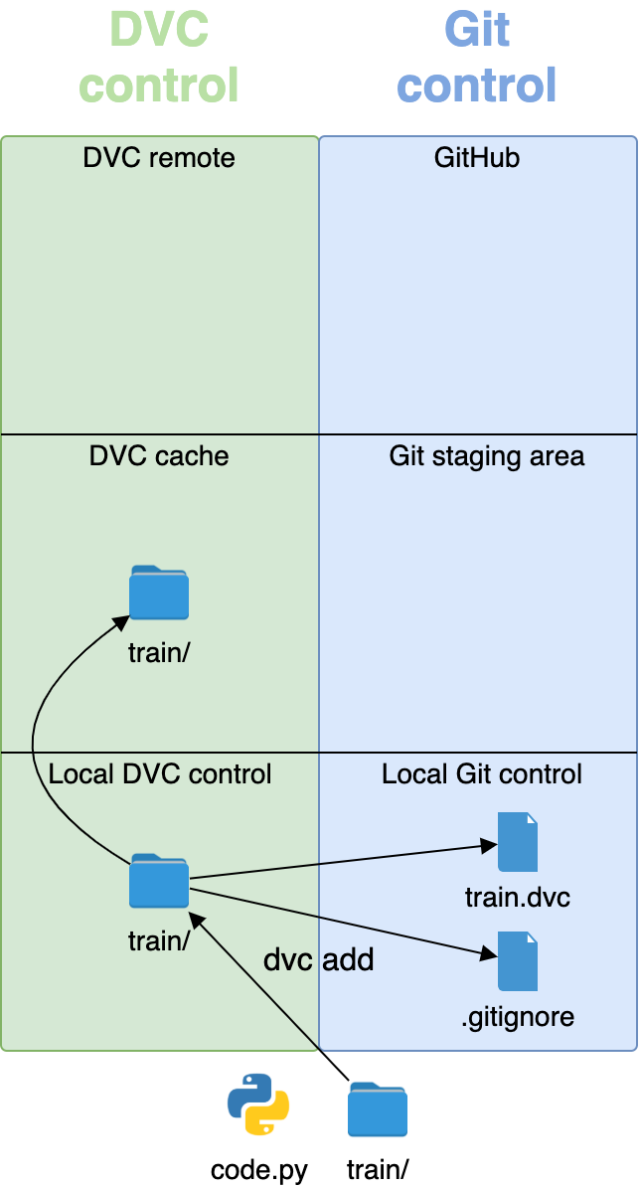 DVC
control
Git
control
DVC remote
GitHub
DVC cache
Git staging area
train/
Local DVC control
Local Git control
train.dvc
train/
dvc add
.gitignore
code.py
train/